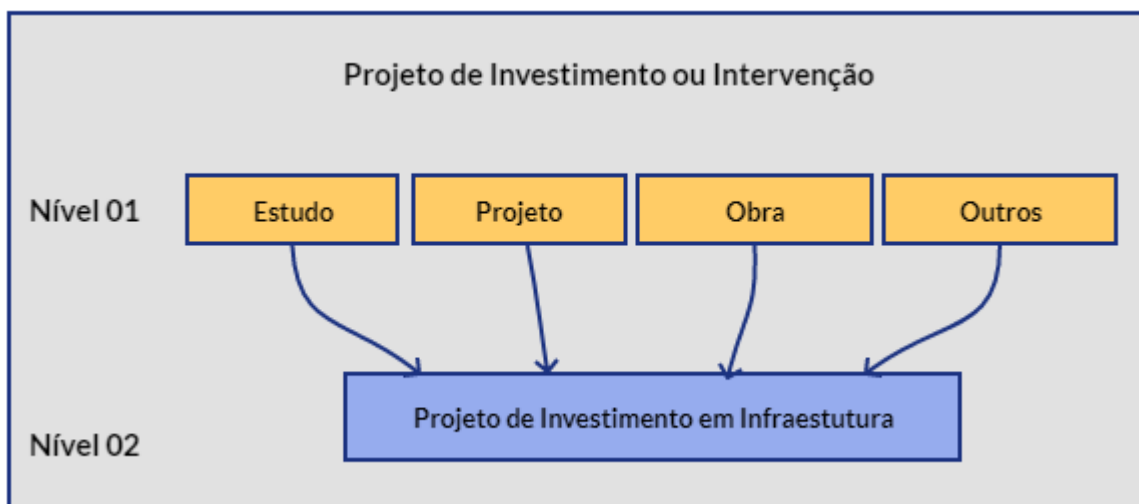 Projeto de Investimento ou Intervenção
Nível 01
Estudo
Projeto
Obra
Outros
Projeto de Investimento em Infraestutura
Nível 02